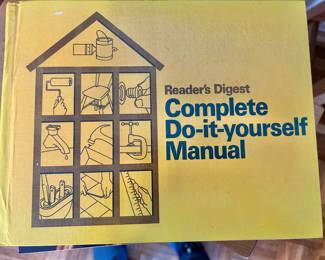 Reader's Digest
Complete
Do-it-yourself
Manual